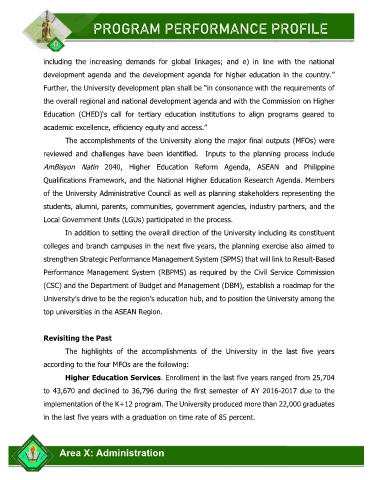 PROGRAM PERFORMANCE PROFILE
including the increasing demands for global linkages; and e) in line with the national
development agenda and the development agenda for higher education in the country.”
Further, the University development plan shall be “in consonance with the requirements of
the overall regional and national development agenda and with the Commission on Higher
Education (CHED)’s call for tertiary education institutions to align programs geared to
academic excellence, efficiency equity and access.”
The accomplishments of the University along the major final outputs (MFOs) were
reviewed and challenges have been identified. Inputs to the planning process include
AmBisyon Natin 2040, Higher Education Reform Agenda, ASEAN and Philippine
Qualifications Framework, and the National Higher Education Research Agenda. Members
of the University Administrative Council as well as planning stakeholders representing the
students, alumni, parents, communities, government agencies, industry partners, and the
Local Government Units (LGUs) participated in the process.
In addition to setting the overall direction of the University including its constituent
colleges and branch campuses in the next five years, the planning exercise also aimed to
strengthen Strategic Performance Management System (SPMS) that will link to Result-Based
Performance Management System (RBPMS) as required by the Civil Service Commission
(CSC) and the Department of Budget and Management (DBM), establish a roadmap for the
University’s drive to be the region’s education hub, and to position the University among the
top universities in the ASEAN Region.
Revisiting the Past
The highlights of the accomplishments of the University in the last five years
according to the four MFOs are the following:
Higher Education Services. Enrollment in the last five years ranged from 25,704
to 43,670 and declined to 36,796 during the first semester of AY 2016-2017 due to the
implementation of the K+12 program. The University produced more than 22,000 graduates
in the last five years with a graduation on time rate of 85 percent.
Area X: Administration